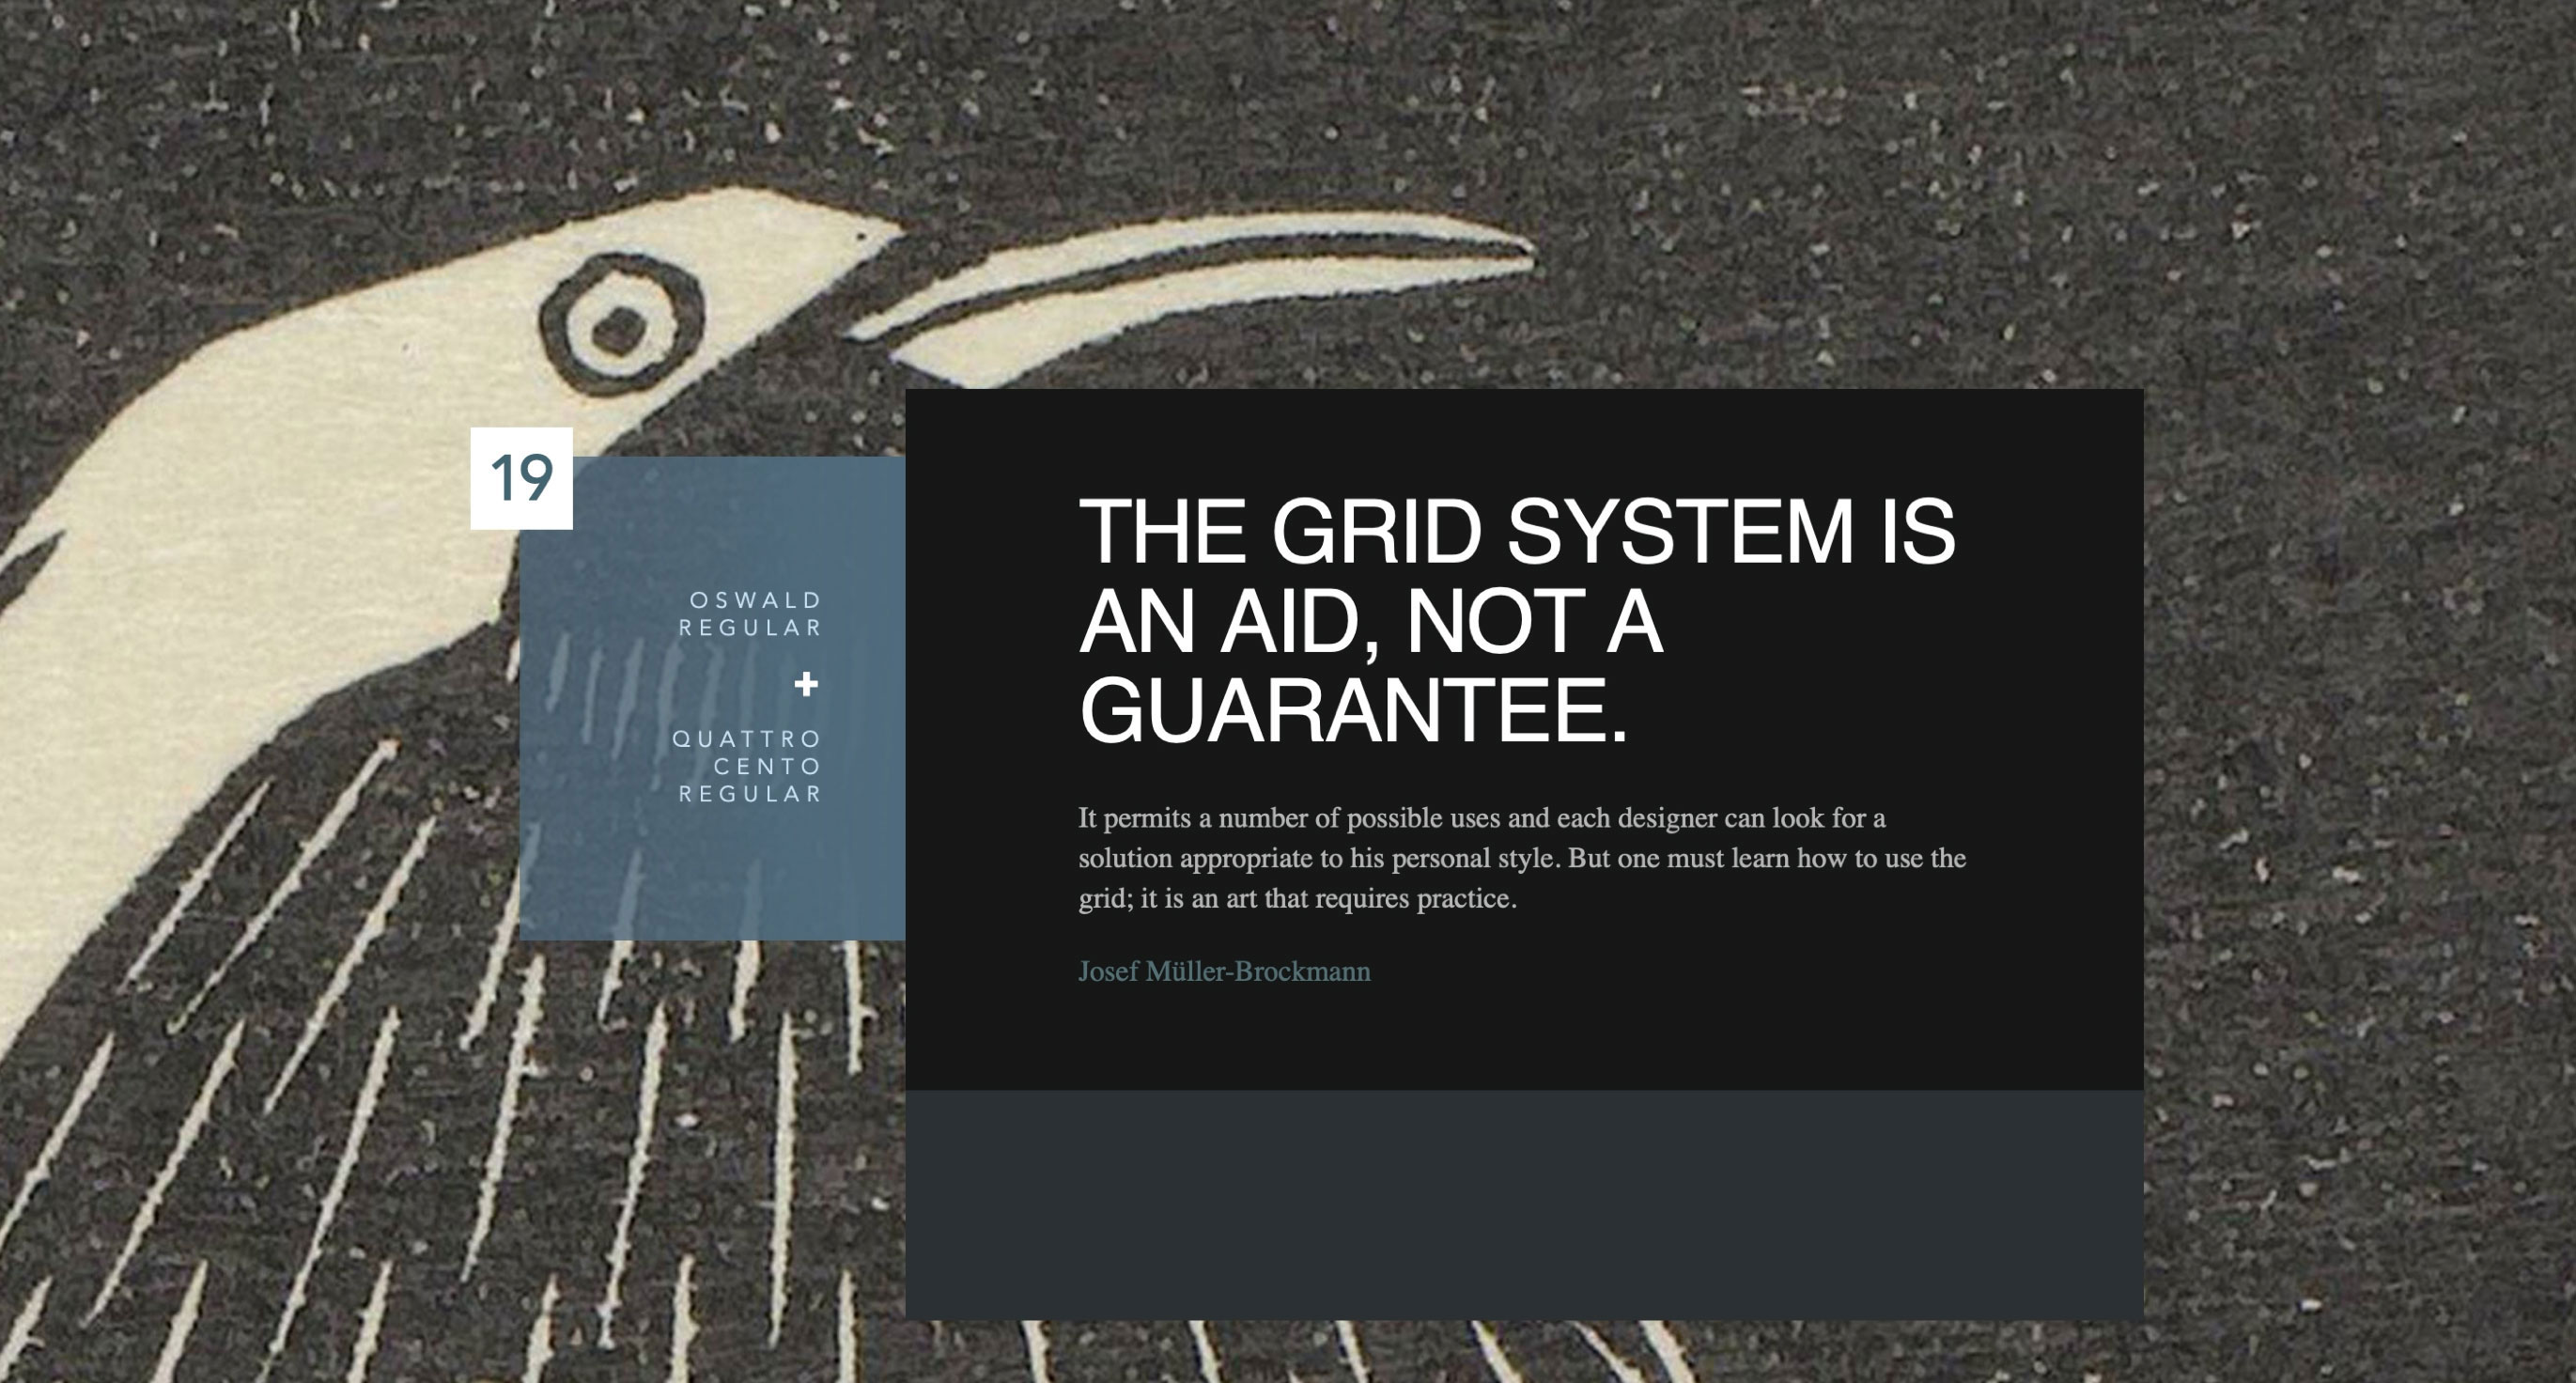 19
OSWALD
REGULAR
+
QUATTRO
CENTO
REGULAR
THE GRID SYSTEM IS
AN AID, NOT A
GUARANTEE.
It permits a number of possible uses and each designer can look for a
solution appropriate to his personal style. But one must learn how to use the
grid; it is an art that requires practice.
Josef Müller-Brockmann